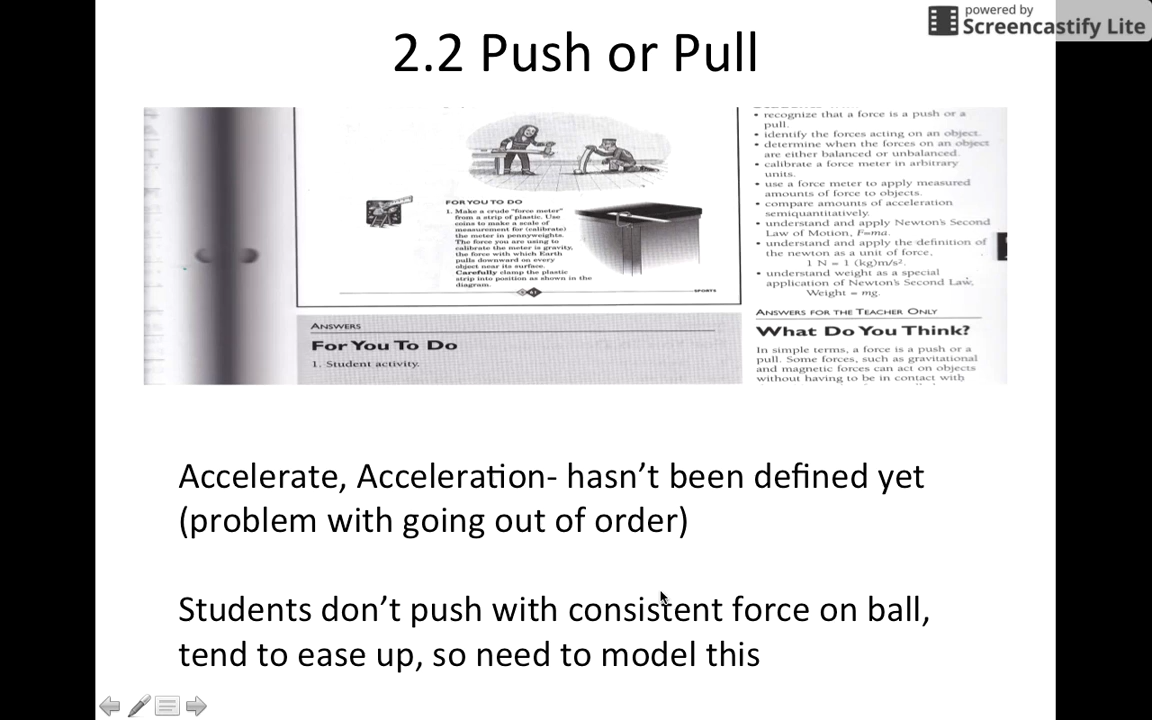 powered by
Screencastify Lite
2.2 Push or Pull
FOR YOU TO DO
1. Make a crude "force meter"
from a strip of plastic. Use
coins to make a scale of
measurement for (calibrate)
the meter in pennyweights.
The force you are using to
calibrate the meter is gravity,
the force with which Earth
pulls downward on every
object near its surface.
Carefully clamp the plastic
strip into position as shown in the
diagram.
SPORTS
ANSWERS
For You To Do
1. Student activity.
• recognize that a force is a push or a
pull.
• identify the forces acting on an object.
• determine when the forces on an object
are either balanced or unbalanced.
• calibrate a force meter in arbitrary
units.
• use a force meter to apply measured
amounts of force to objects.
• compare amounts of acceleration
semiquantitatively.
• understand and apply Newton's Second
Law of Motion, F=ma.
• understand and apply the definition of
the newton as a unit of force,
1 N = 1 (kg)m/s².
• understand weight as a special
application of Newton's Second Law,
Weight = mg.
ANSWERS FOR THE TEACHER ONLY
What Do You Think?
In simple terms, a force is a push or a
pull. Some forces, such as gravitational
and magnetic forces can act on objects
without having to be in contact with
Accelerate, Acceleration- hasn't been defined yet
(problem with going out of order)
Students don't push with consistent force on ball,
tend to ease up, so need to model this